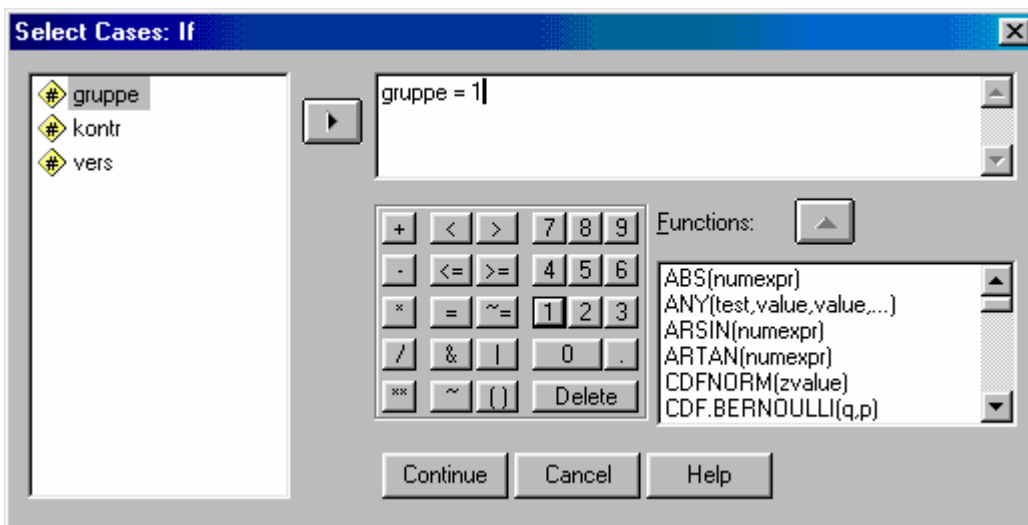 Select Cases: If
gruppe
kontr
vers
gruppe = 1
+ < > 7 8 9
- <= >= 4 5 6
* = ~= 1 2 3
/ & | 0 .
** ~ () Delete
Functions:
ABS(numexpr)
ANY(test,value,value,...)
ARSIN(numexpr)
ARTAN(numexpr)
CDFNORM(zvalue)
CDF.BERNOULLI(q,p)
Continue Cancel Help